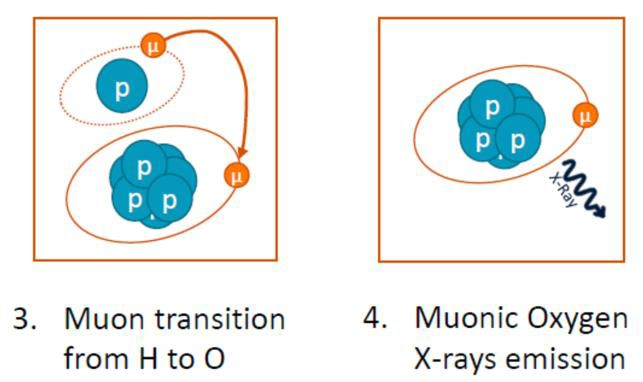 μ
p
p
p p
μ
p
p p
μ
X-Ray
3. Muon transition
from H to O
4. Muonic Oxygen
X-rays emission